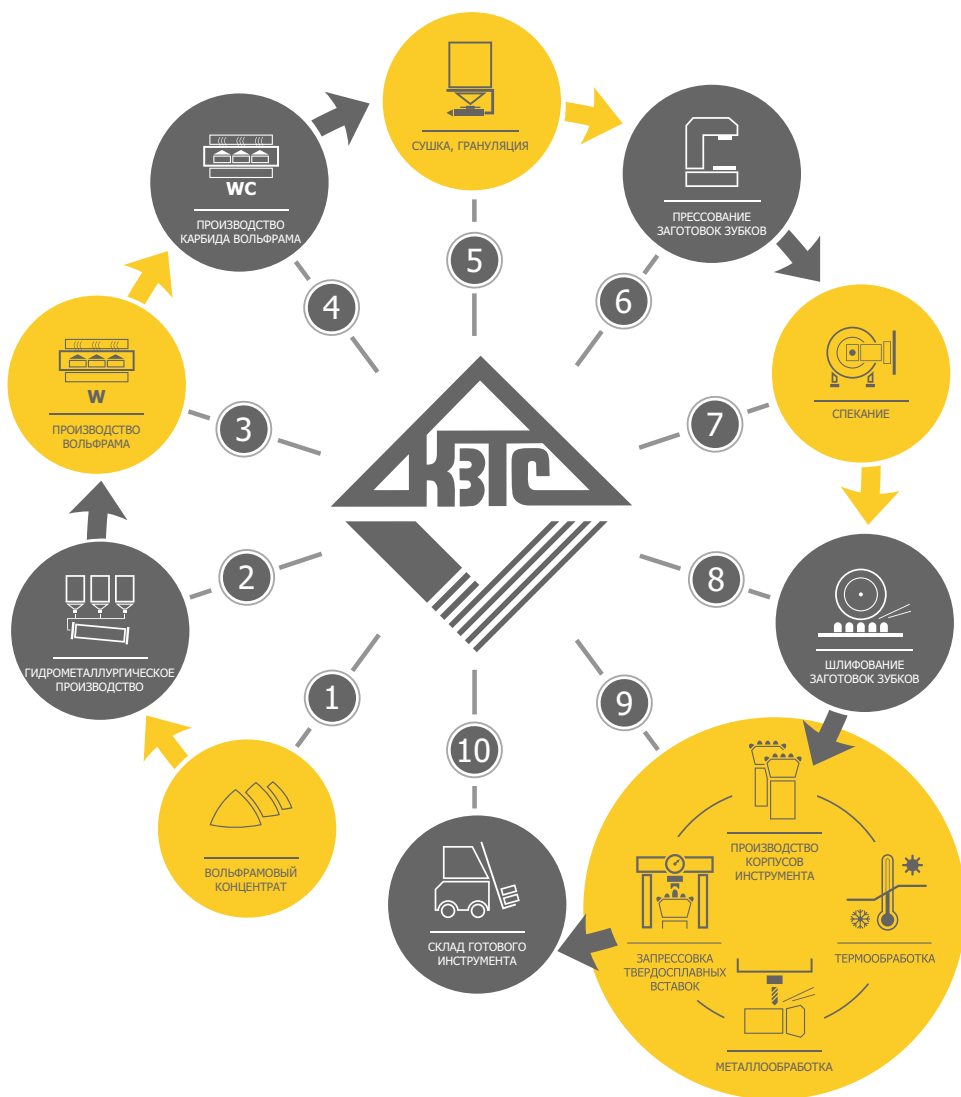 СУШКА, ГРАНУЛЯЦИЯ
WC
ПРОИЗВОДСТВО
КАРБИДА ВОЛЬФРАМА
ПРЕССОВАНИЕ
ЗАГОТОВОК ЗУБКОВ
5
4
6
W
ПРОИЗВОДСТВО
ВОЛЬФРАМА
СПЕКАНИЕ
3
7
КЗТС
2
8
ГИДРОМЕТАЛЛУРГИЧЕСКОЕ
ПРОИЗВОДСТВО
ШЛИФОВАНИЕ
ЗАГОТОВОК ЗУБКОВ
1
9
10
ВОЛЬФРАМОВЫЙ
КОНЦЕНТРАТ
СКЛАД ГОТОВОГО
ИНСТРУМЕНТА
ПРОИЗВОДСТВО
КОРПУСОВ
ИНСТРУМЕНТА
ЗАПРЕССОВКА
ТВЕРДОСПЛАВНЫХ
ВСТАВОК
ТЕРМООБРАБОТКА
МЕТАЛЛООБРАБОТКА